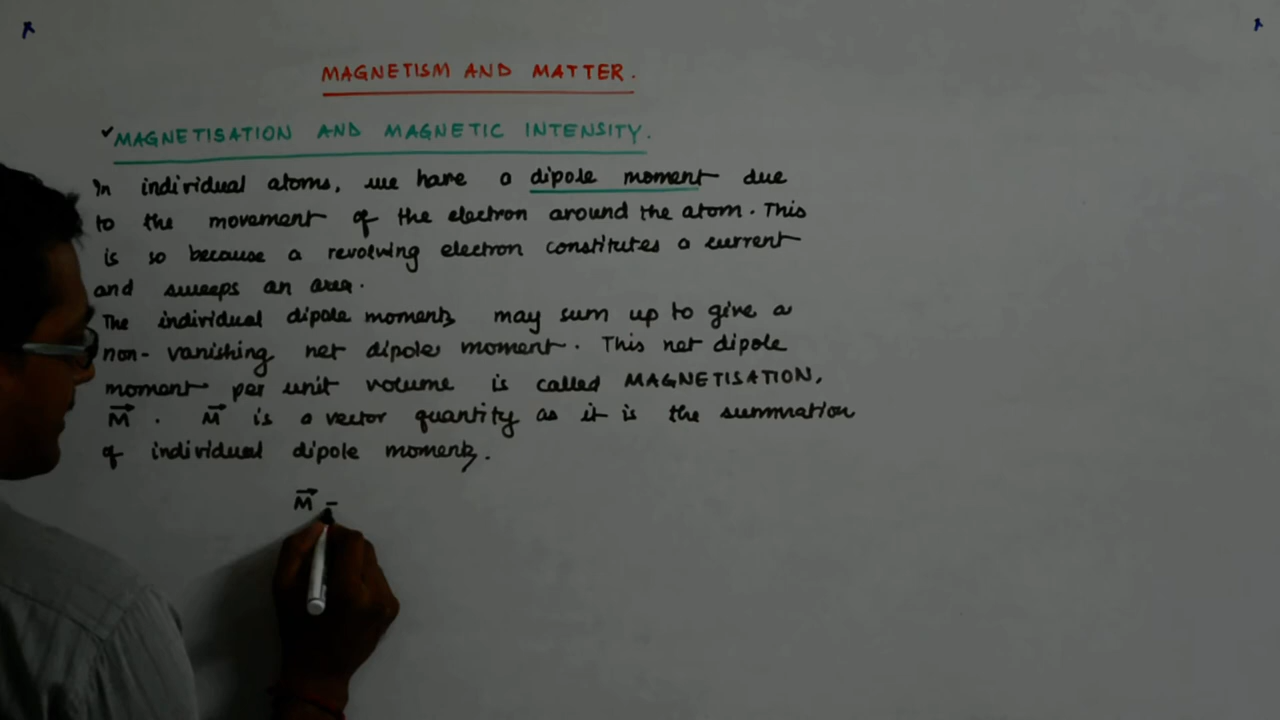 MAGNETISM AND MATTER.
✓MAGNETISATION AND MAGNETIC INTENSITY.
In individual atoms, we have a dipole moment due
to the movement of the electron around the atom. This
is so because a revolving electron constitutes a current
and sweeps an area.
The individual dipole moments may sum up to give a
non-vanishing net dipole moment. This net dipole
moment per unit volume is called MAGNETISATION,
M⃗ . M⃗ is a vector quantity as it is the summation
of individual dipole moments.
M⃗ -